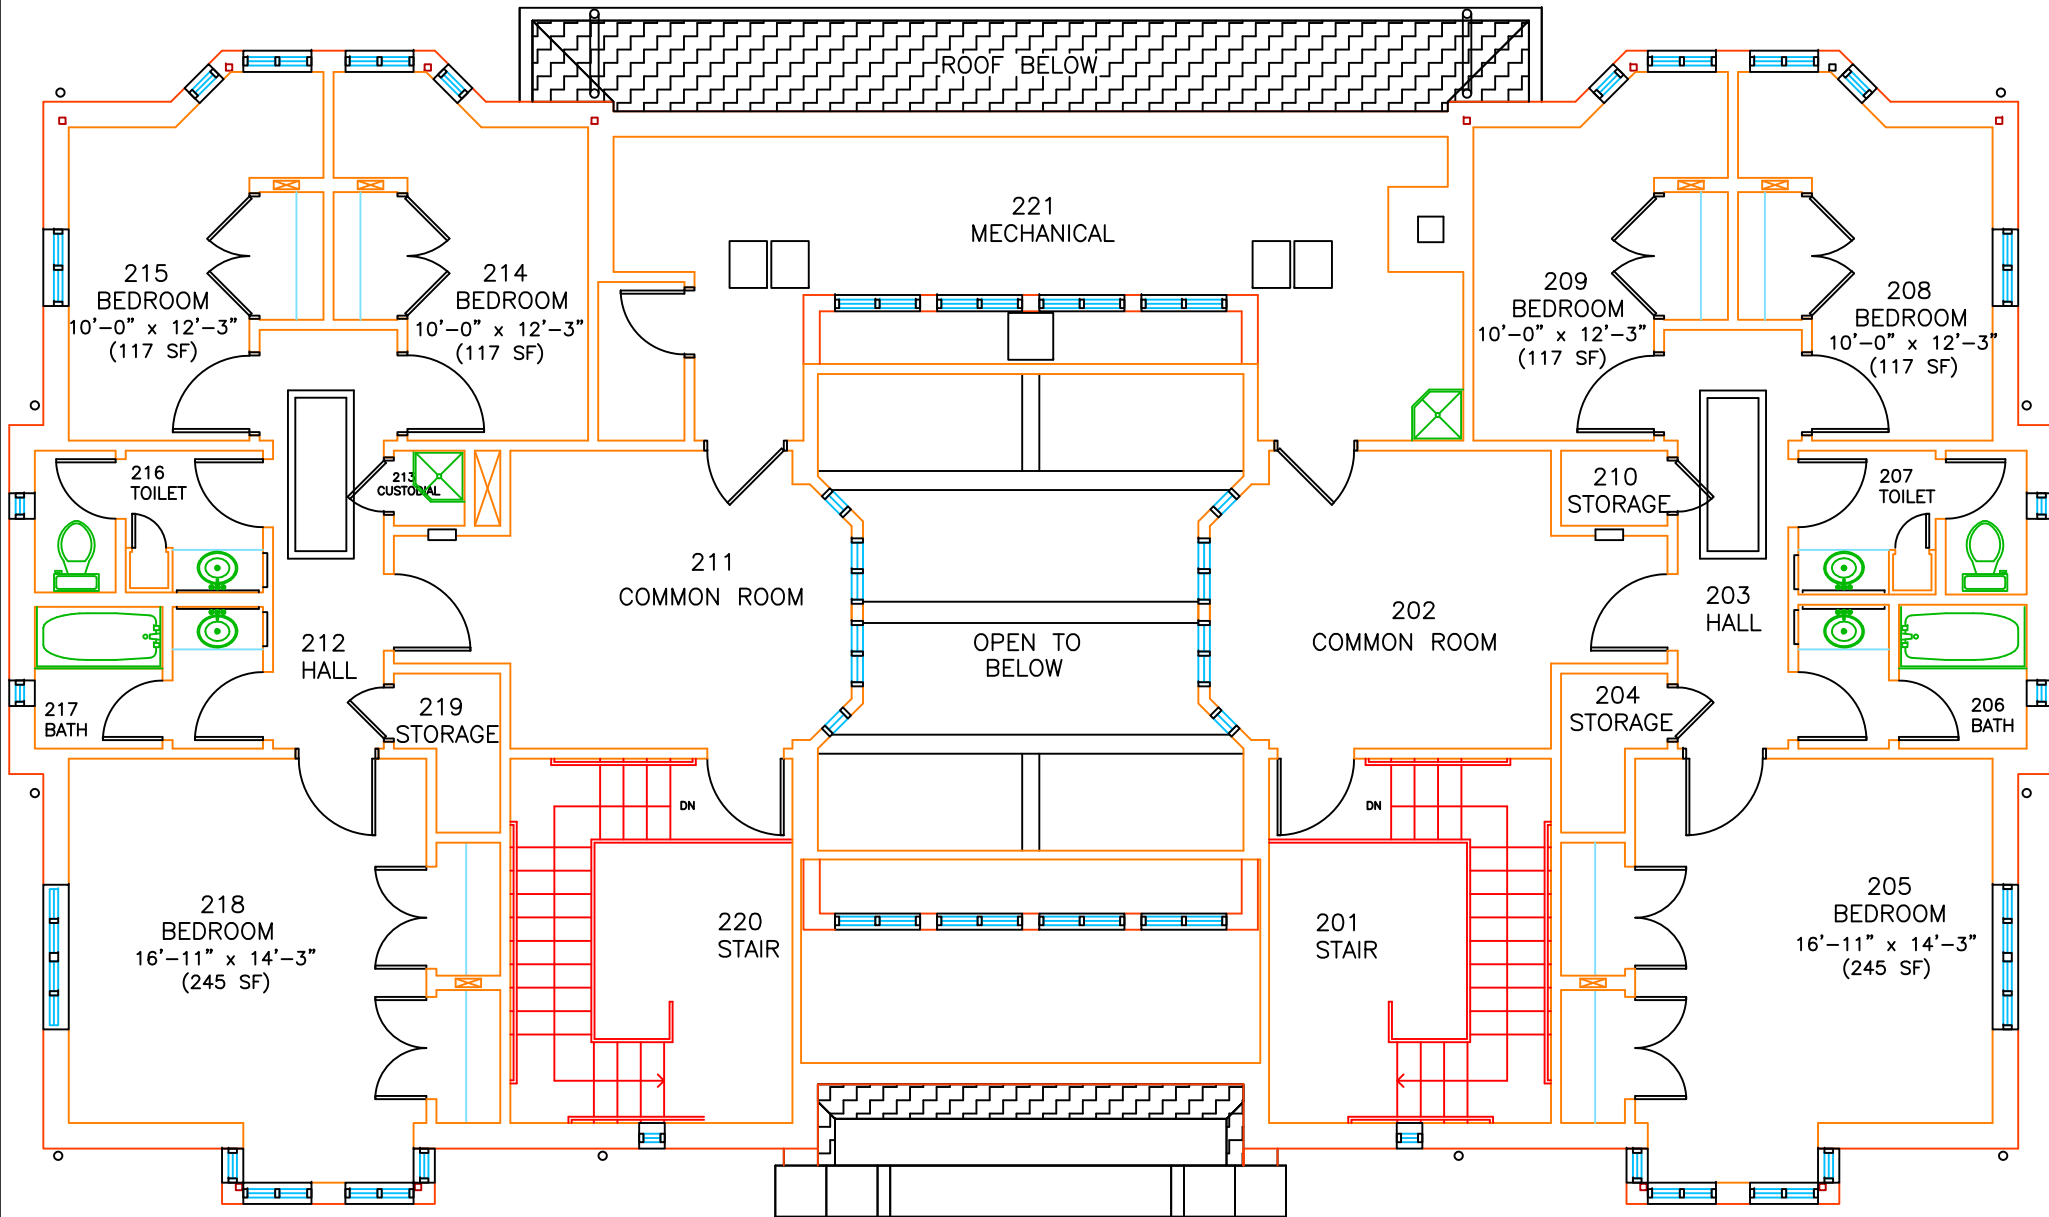 ROOF BELOW
221
MECHANICAL
215
BEDROOM
10'-0" x 12'-3"
(117 SF)
214
BEDROOM
10'-0" x 12'-3"
(117 SF)
209
BEDROOM
10'-0" x 12'-3"
(117 SF)
208
BEDROOM
10'-0" x 12'-3"
(117 SF)
216
TOILET
213
CUSTODIAL
210
STORAGE
207
TOILET
211
COMMON ROOM
202
COMMON ROOM
203
HALL
212
HALL
OPEN TO
BELOW
217
BATH
219
STORAGE
204
STORAGE
206
BATH
DN
DN
218
BEDROOM
16'-11" x 14'-3"
(245 SF)
220
STAIR
201
STAIR
205
BEDROOM
16'-11" x 14'-3"
(245 SF)